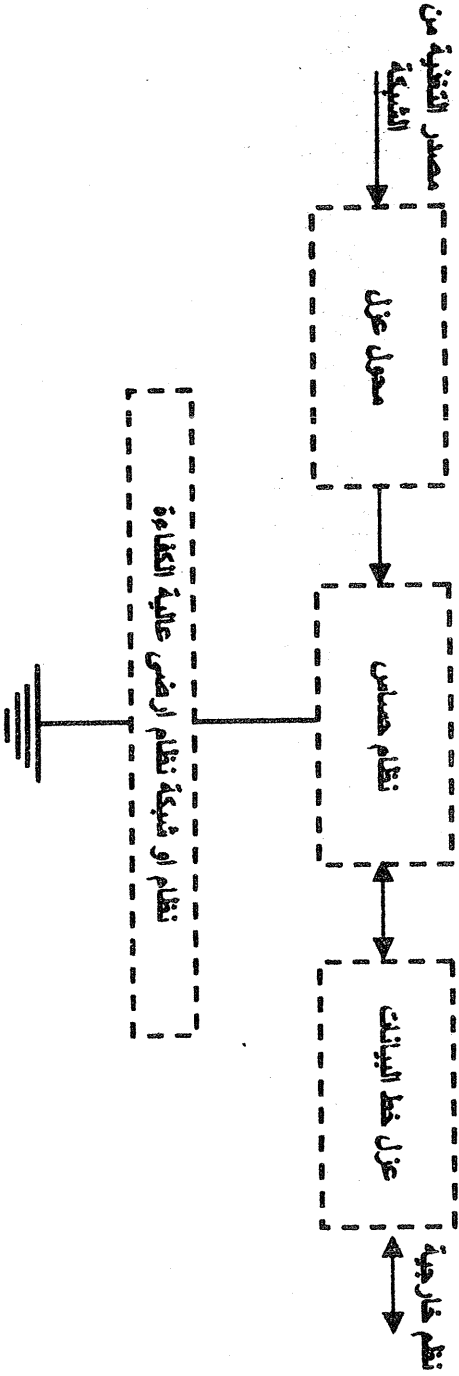 مصدر التغذية من
الشبكة
محول عزل
نظام حساس
عزل خط البيانات
نظم خارجية
نظام او شبكة نظام ارضى عالية الكفاءة